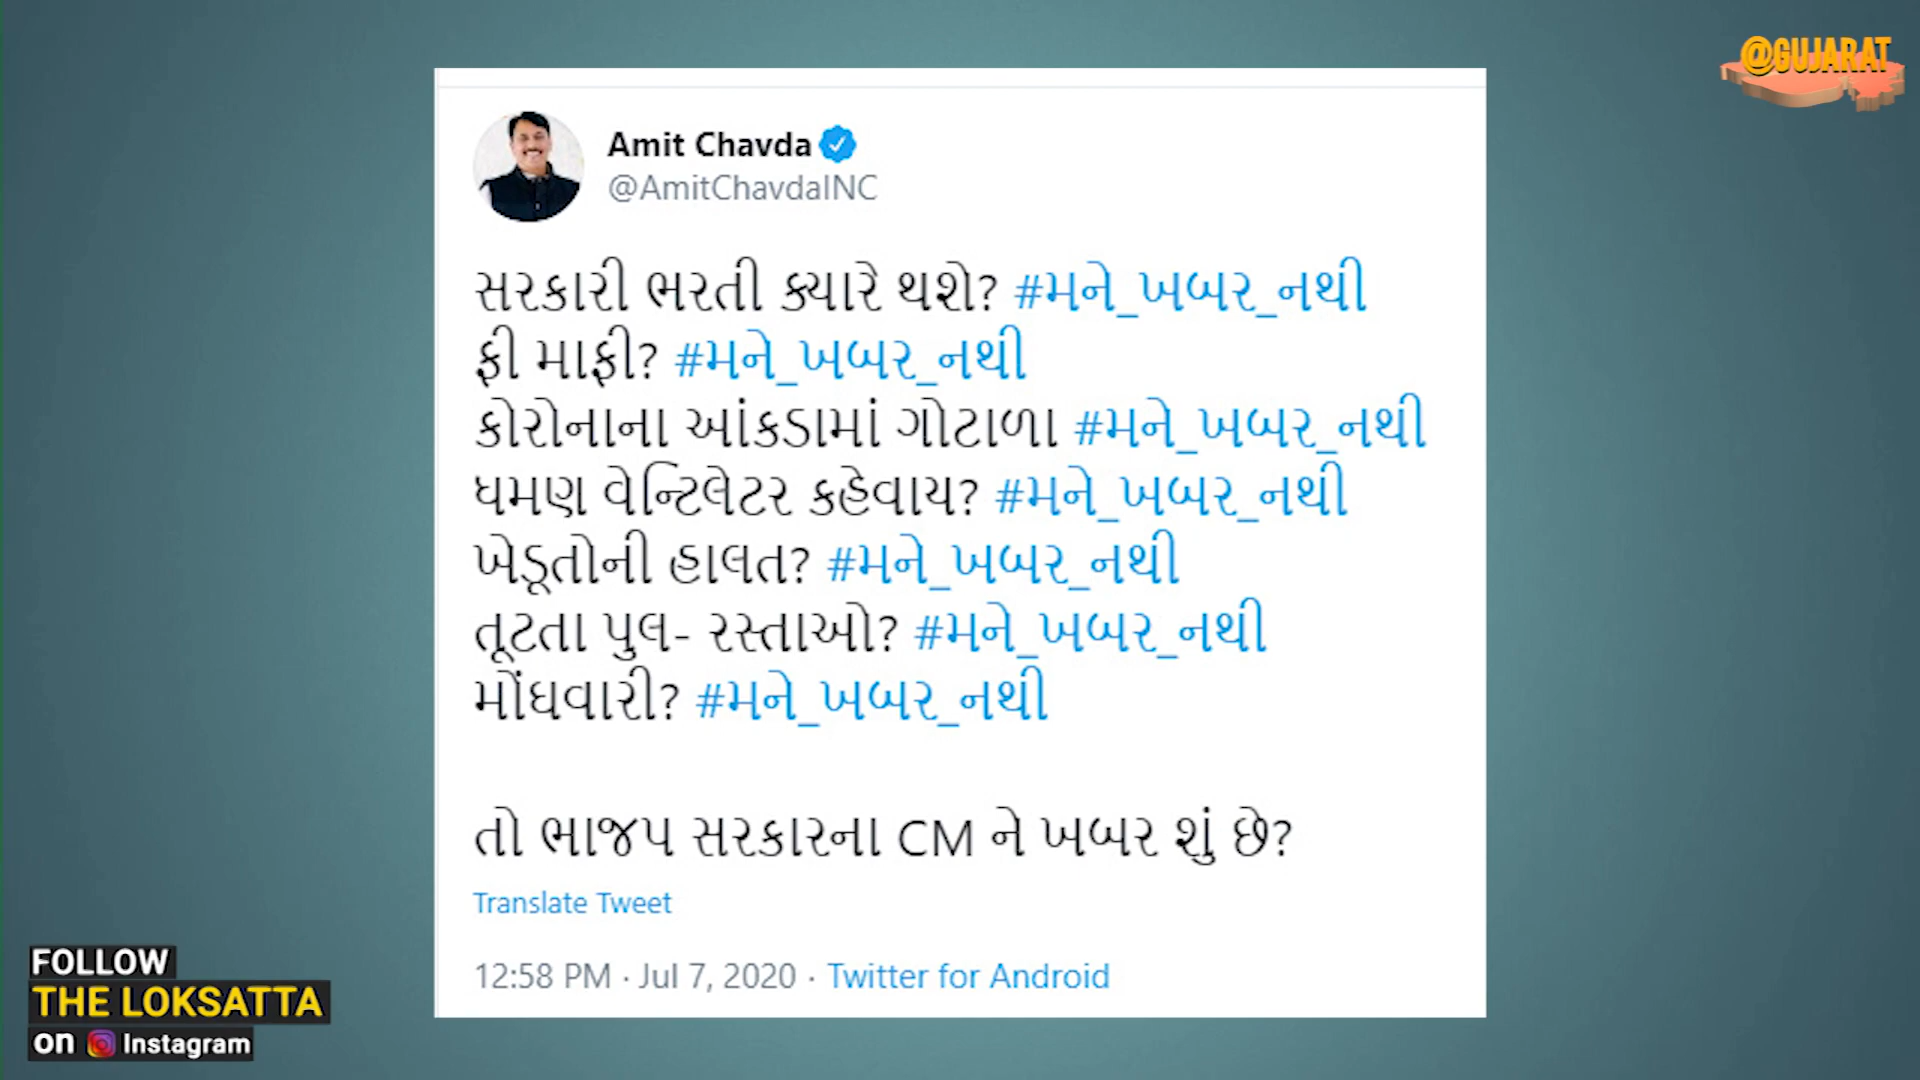 @GUJARAT
Amit Chavda
@AmitChavdaINC
સરકારી ભરતી ક્યારે થશે? #મને_ખબર_નથી
ફી માફી? #મને_ખબર_નથી
કોરોનાના આંકડામાં ગોટાળા #મને_ખબર_નથી
ધમણ વેન્ટિલેટર કહેવાય? #મને_ખબર_નથી
ખેડૂતોની હાલત? #મને_ખબર_નથી
તૂટતા પુલ- રસ્તાઓ? #મને_ખબર_નથી
મોંઘવારી? #મને_ખબર_નથી
તો ભાજપ સરકારના CM ને ખબર શું છે?
Translate Tweet
12:58 PM · Jul 7, 2020 · Twitter for Android
FOLLOW
THE LOKSATTA
on Instagram